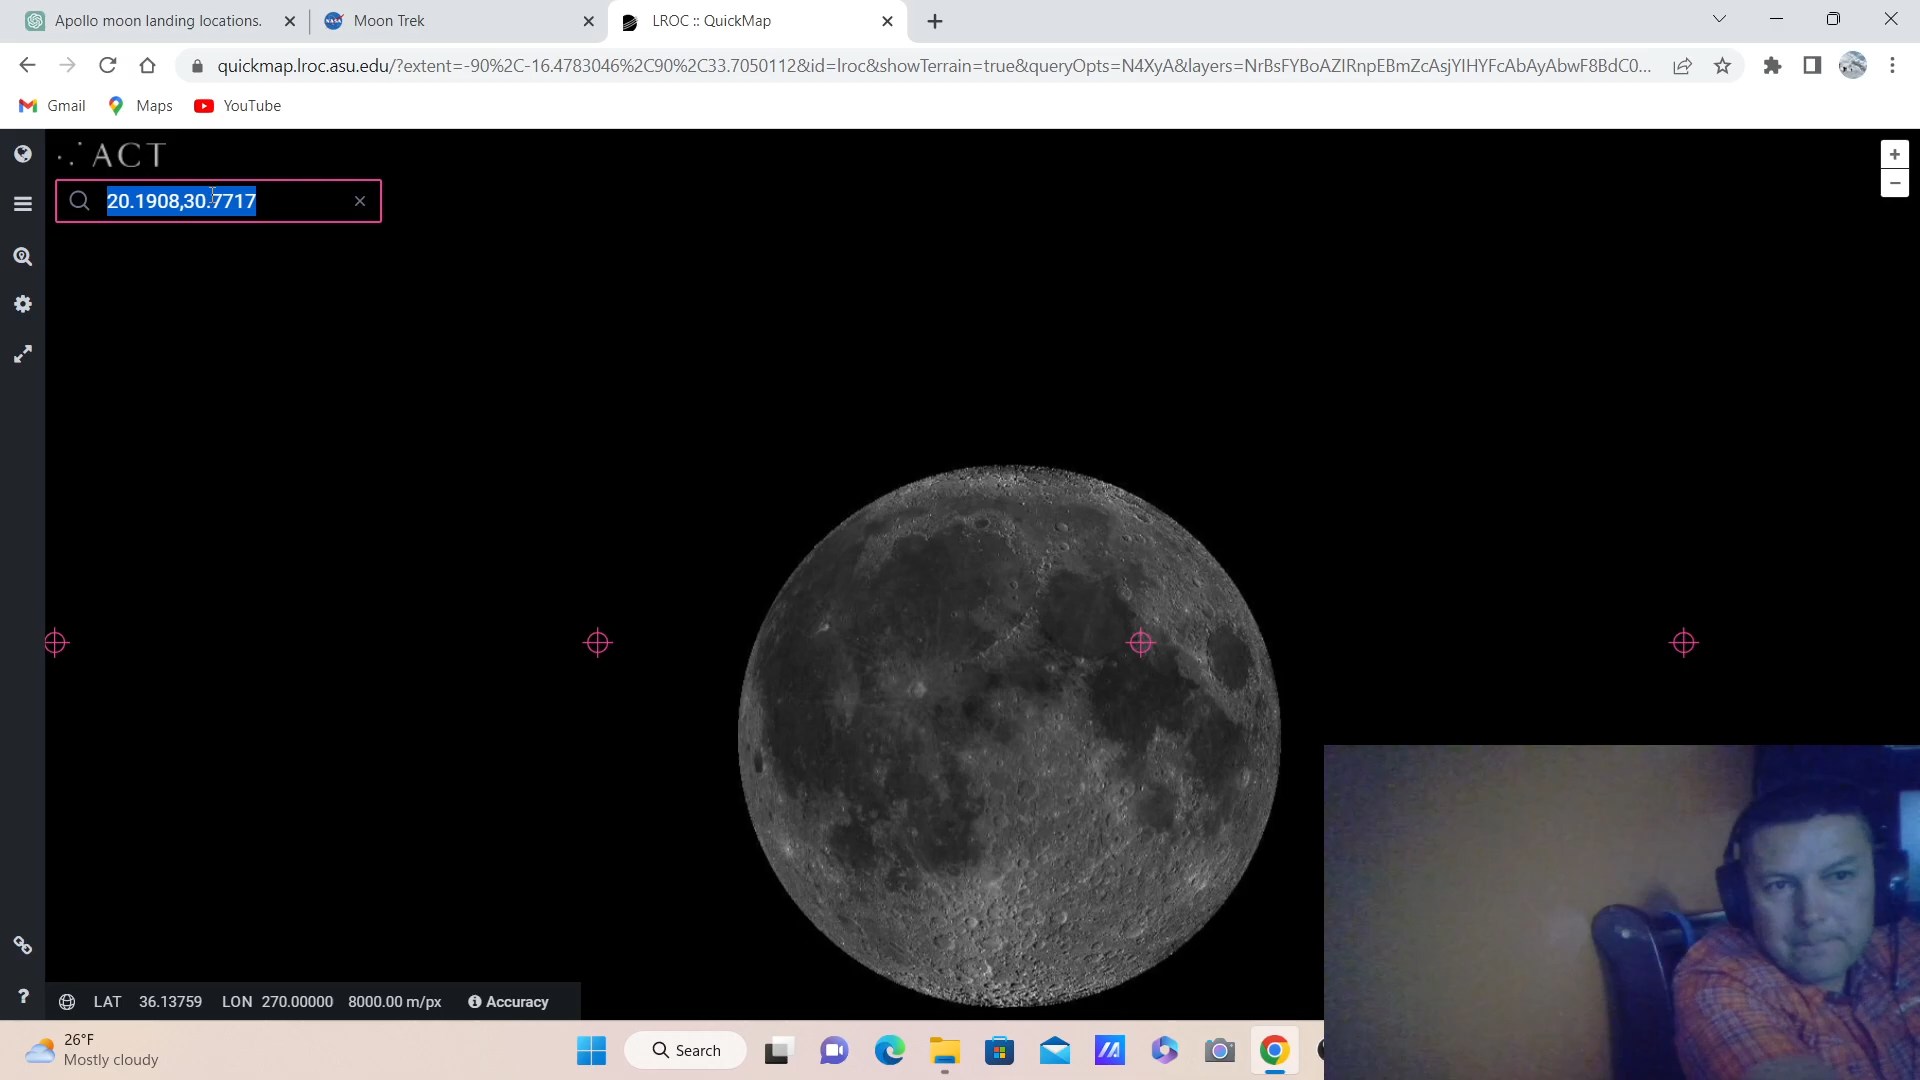 Apollo moon landing locations.
Moon Trek
LROC :: QuickMap
quickmap.lroc.asu.edu/?extent=-90%2C-16.4783046%2C90%2C33.7050112&id=lroc&showTerrain=true&queryOpts=N4XyA&layers=NrBsFYBoAZIRnpEBmZcAsjYIHYFcAbAyAbwF8BdC0...
Gmail
Maps
YouTube
ACT
20.1908,30.7717
+
−
LAT 36.13759 LON 270.00000 8000.00 m/px Accuracy
26°F
Mostly cloudy
Search